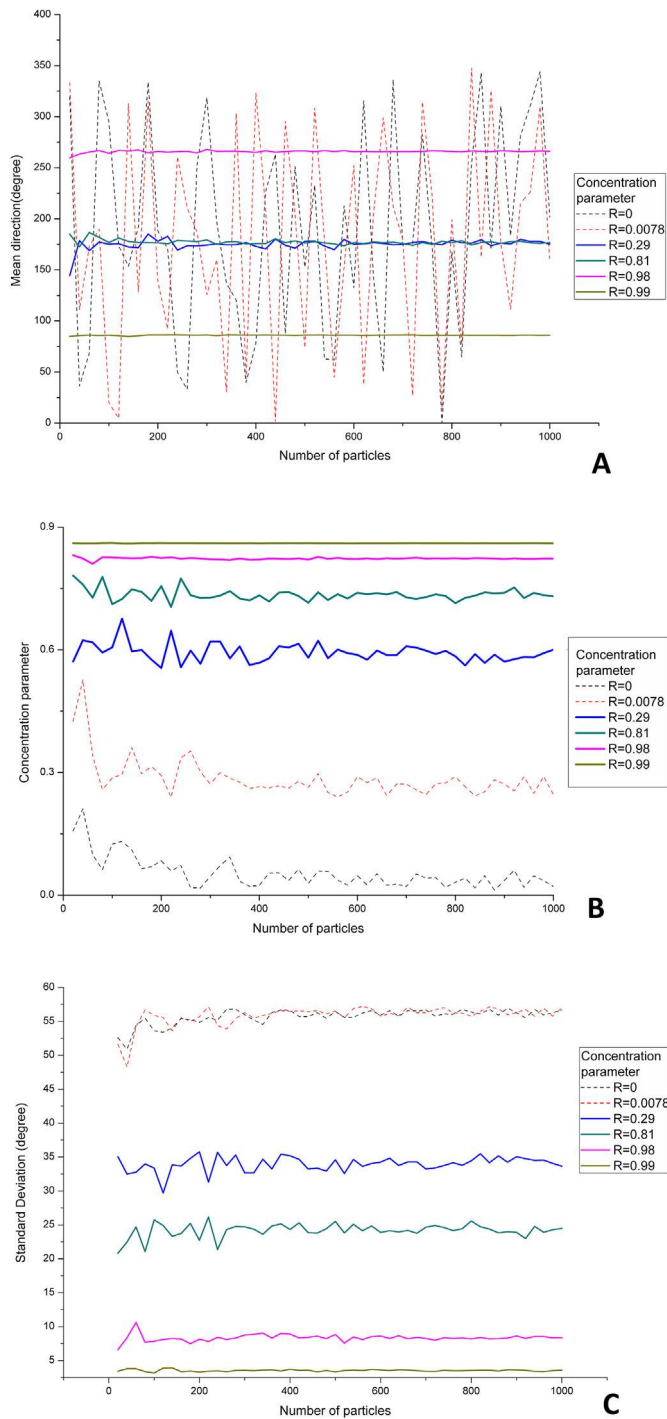 400
350
300
250
200
150
100
50
0
Mean direction(degree)
0 200 400 600 800 1000
Number of particles
Concentration
parameter
R=0
R=0.0078
R=0.29
R=0.81
R=0.98
R=0.99
A
0.9
0.6
0.3
0.0
Concentration parameter
0 200 400 600 800 1000
Number of particles
Concentration
parameter
R=0
R=0.0078
R=0.29
R=0.81
R=0.98
R=0.99
B
60
55
50
45
40
35
30
25
20
15
10
5
Standard Deviation (degree)
0 200 400 600 800 1000
Number of particles
Concentration
parameter
R=0
R=0.0078
R=0.29
R=0.81
R=0.98
R=0.99
C